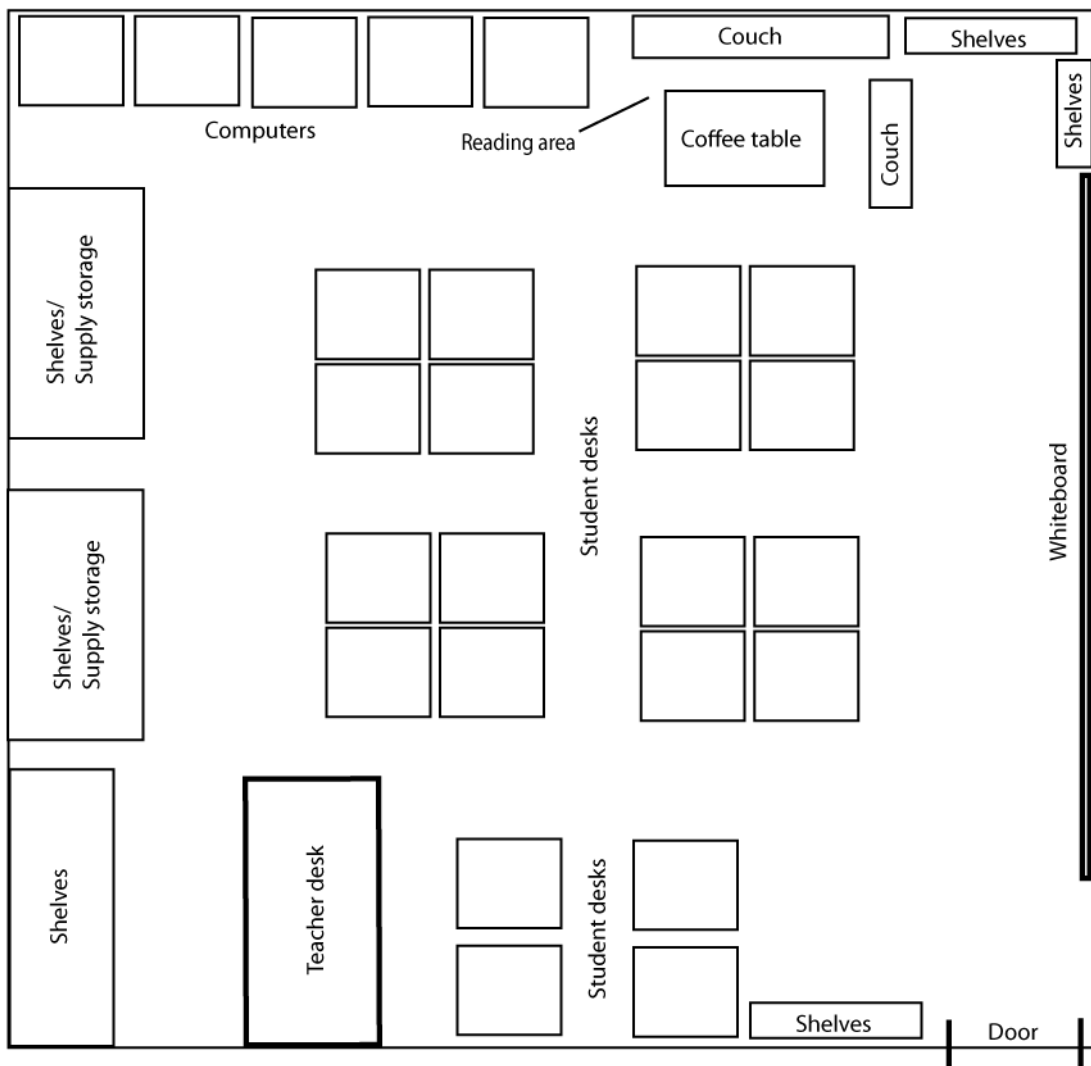 Couch
Shelves
Shelves
Computers
Reading area
Coffee table
Couch
Shelves/
Supply storage
Student desks
Whiteboard
Shelves/
Supply storage
Shelves
Teacher desk
Student desks
Shelves
Door